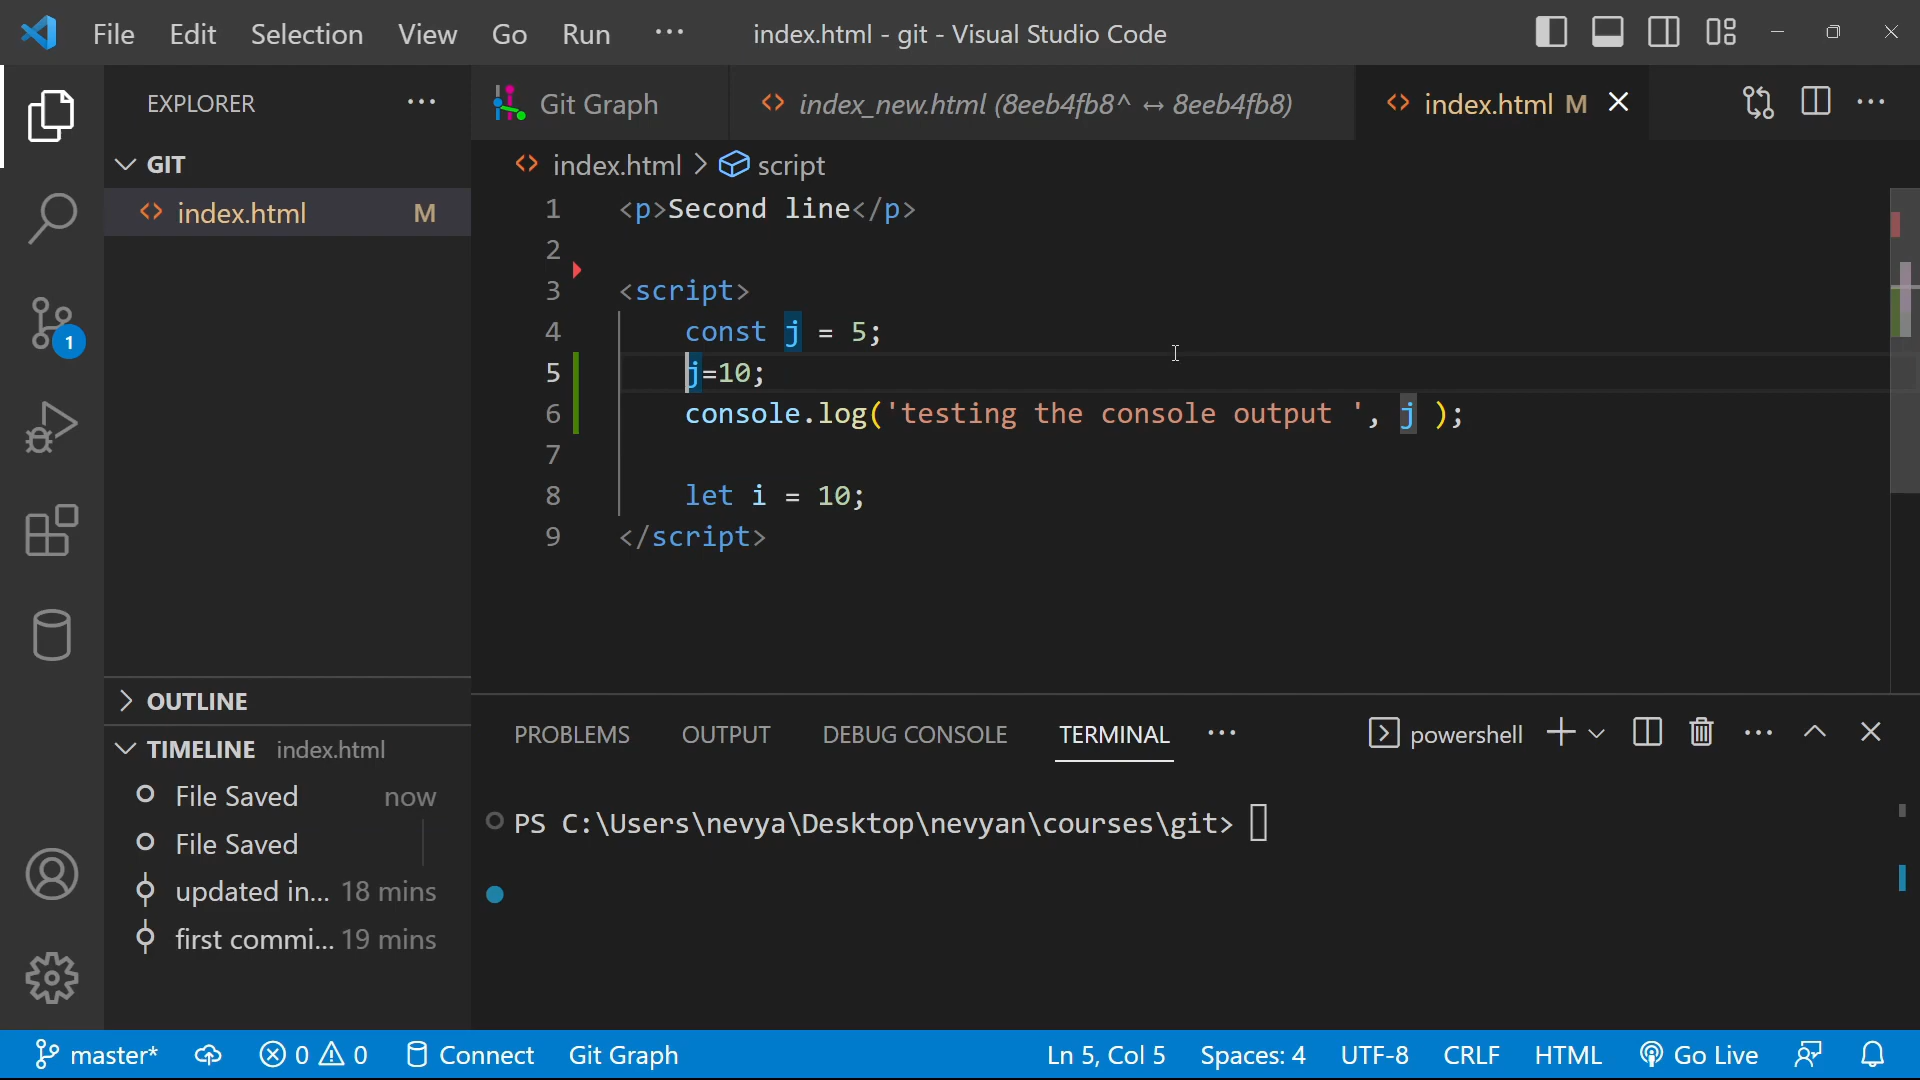 File Edit Selection View Go Run ··· index.html - git - Visual Studio Code
EXPLORER ···
Git Graph
<> index_new.html (8eeb4fb8^ ↔ 8eeb4fb8)
<> index.html M
GIT
<> index.html M
<> index.html > script
1 <p>Second line</p>
2
3 <script>
4 const j = 5;
5 j=10;
6 console.log('testing the console output ', j );
7
8 let i = 10;
9 </script>
1
OUTLINE
TIMELINE index.html
File Saved now
File Saved
updated in... 18 mins
first commi... 19 mins
PROBLEMS OUTPUT DEBUG CONSOLE TERMINAL ··· powershell
PS C:\Users\nevya\Desktop\nevyan\courses\git>
master* 0 0 Connect Git Graph Ln 5, Col 5 Spaces: 4 UTF-8 CRLF HTML Go Live